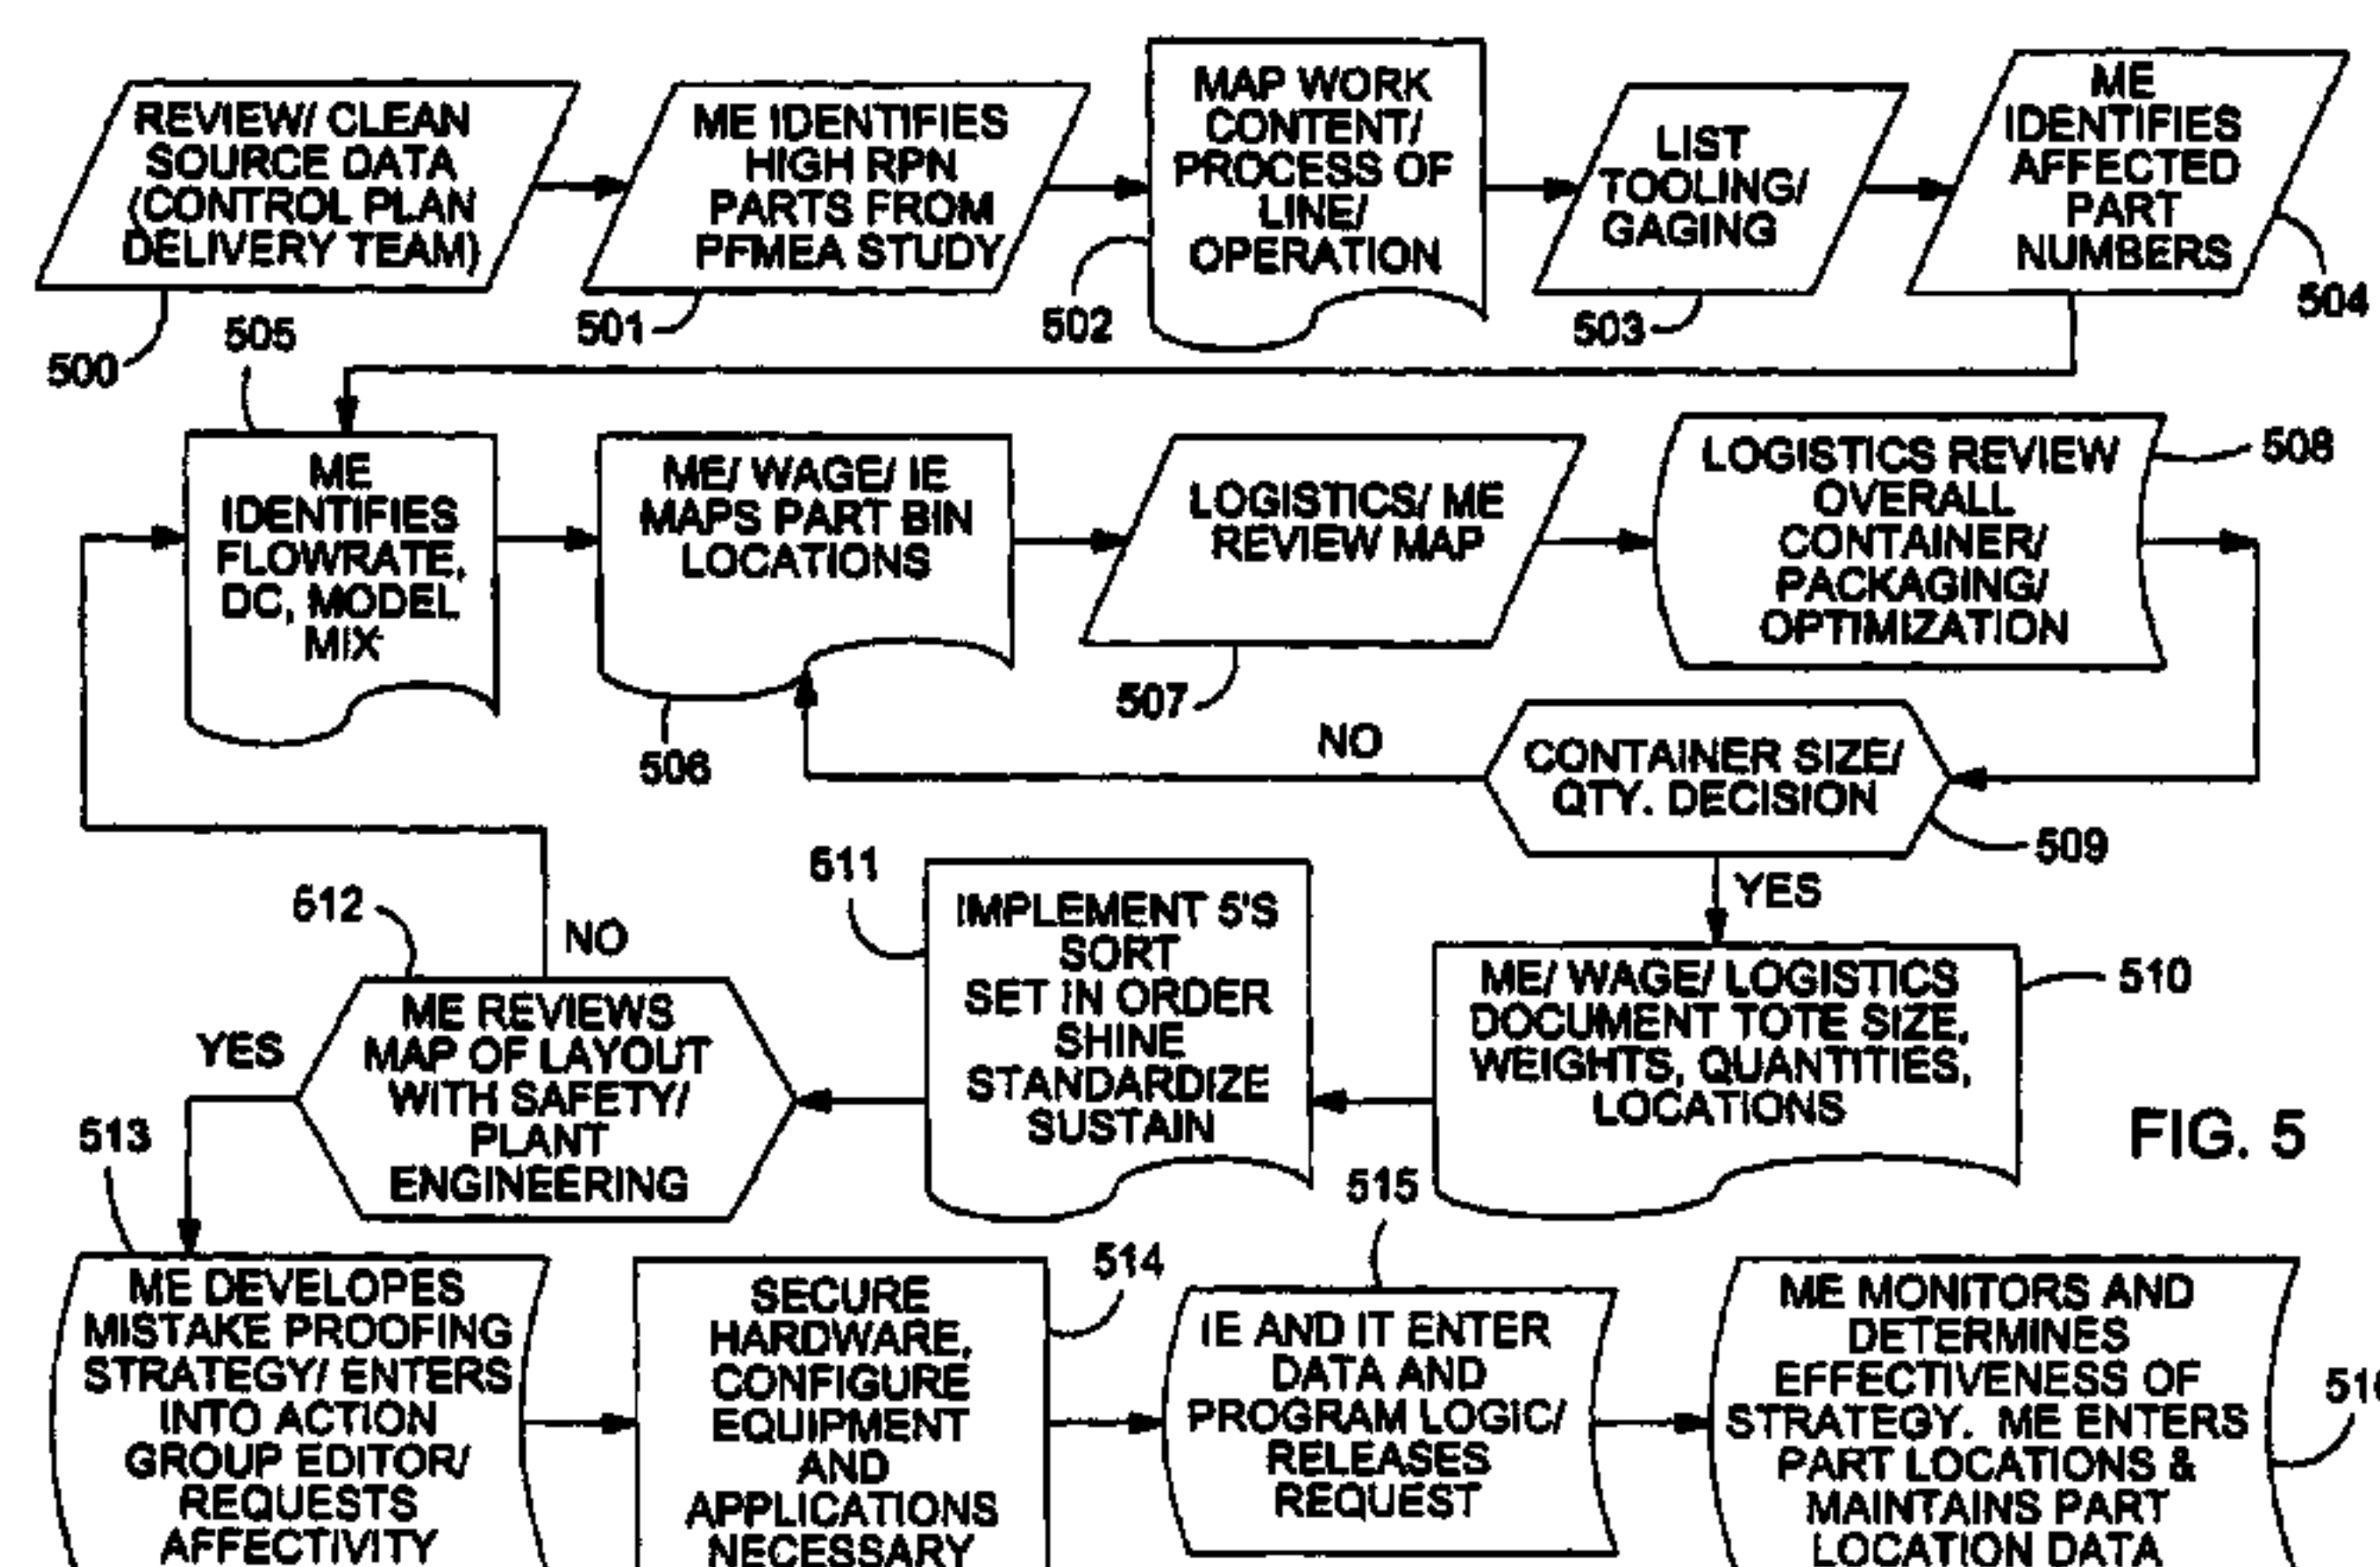 REVIEW/ CLEAN
SOURCE DATA
(CONTROL PLAN
DELIVERY TEAM)
500
ME IDENTIFIES
HIGH RPN
PARTS FROM
PFMEA STUDY
501
MAP WORK
CONTENT/
PROCESS OF
LINE/
OPERATION
502
LIST
TOOLING/
GAGING
503
ME
IDENTIFIES
AFFECTED
PART
NUMBERS
504
505
ME
IDENTIFIES
FLOWRATE,
DC, MODEL
MIX
ME/ WAGE/ IE
MAPS PART BIN
LOCATIONS
506
LOGISTICS/ ME
REVIEW MAP
507
LOGISTICS REVIEW
OVERALL
CONTAINER/
PACKAGING/
OPTIMIZATION
508
NO
CONTAINER SIZE/
QTY. DECISION
509
YES
ME/ WAGE/ LOGISTICS
DOCUMENT TOTE SIZE,
WEIGHTS, QUANTITIES,
LOCATIONS
510
511
IMPLEMENT 5'S
SORT
SET IN ORDER
SHINE
STANDARDIZE
SUSTAIN
512
NO
ME REVIEWS
MAP OF LAYOUT
WITH SAFETY/
PLANT
ENGINEERING
YES
FIG. 5
513
ME DEVELOPES
MISTAKE PROOFING
STRATEGY/ ENTERS
INTO ACTION
GROUP EDITOR/
REQUESTS
AFFECTIVITY
514
SECURE
HARDWARE,
CONFIGURE
EQUIPMENT
AND
APPLICATIONS
NECESSARY
515
IE AND IT ENTER
DATA AND
PROGRAM LOGIC/
RELEASES
REQUEST
ME MONITORS AND
DETERMINES
EFFECTIVENESS OF
STRATEGY. ME ENTERS
PART LOCATIONS &
MAINTAINS PART
LOCATION DATA